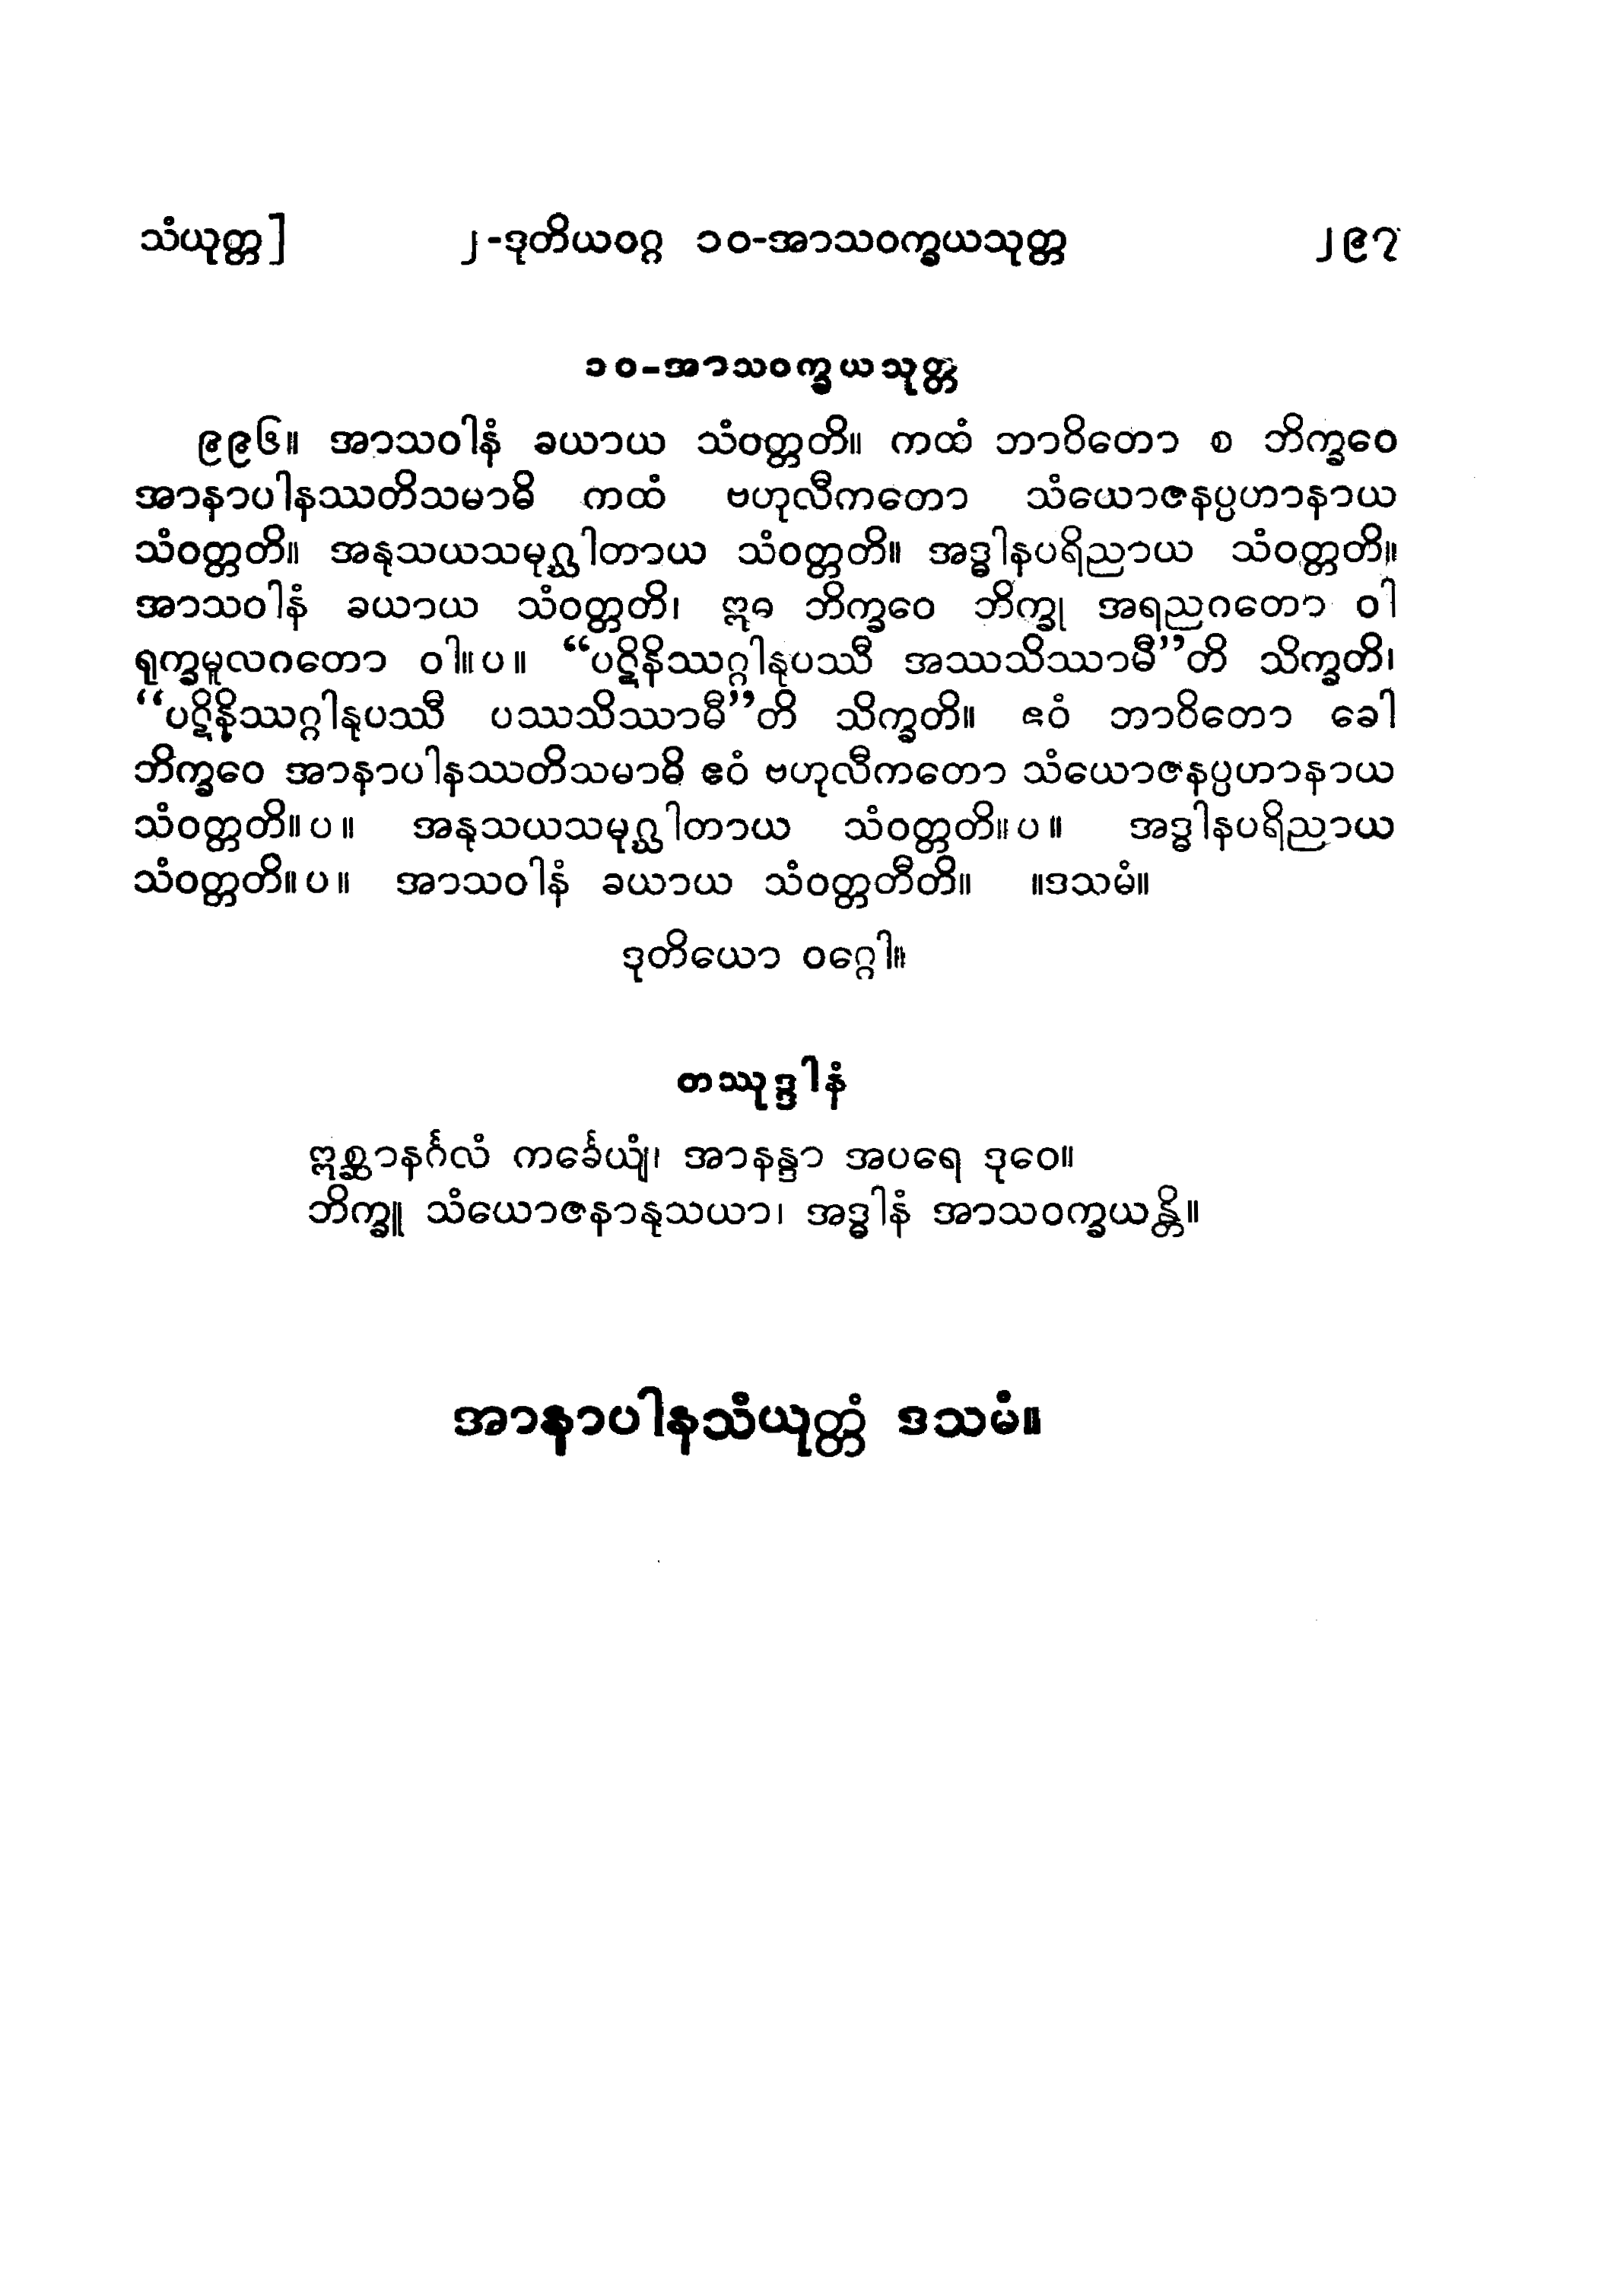 သံယုတ္တ] ၂-ဒုတိယဝဂ္ဂ ၁၀-အာသဝက္ခယသုတ္တ ၂၉၇
၁၀-အာသဝက္ခယသုတ္တ
၉၉၆။ အာသဝါနံ ခယာယ သံဝတ္တတိ။ ကထံ ဘာဝိတော စ ဘိက္ခဝေ
အာနာပါနဿတိသမာဓိ ကထံ ဗဟုလီကတော သံယောဇနပ္ပဟာနာယ
သံဝတ္တတိ။ အနုသယသမုဂ္ဃါတာယ သံဝတ္တတိ။ အဒ္ဓါနပရိညာယ သံဝတ္တတိ။
အာသဝါနံ ခယာယ သံဝတ္တတိ၊ ဣဓ ဘိက္ခဝေ ဘိက္ခု အရညဂတော ဝါ
ရုက္ခမူလဂတော ဝါ။ပ။ “ပဋိနိဿဂ္ဂါနုပဿီ အဿသိဿာမီ”တိ သိက္ခတိ၊
“ပဋိနိဿဂ္ဂါနုပဿီ ပဿသိဿာမီ”တိ သိက္ခတိ။ ဧဝံ ဘာဝိတော ခေါ
ဘိက္ခဝေ အာနာပါနဿတိသမာဓိ ဧဝံ ဗဟုလီကတော သံယောဇနပ္ပဟာနာယ
သံဝတ္တတိ။ပ။ အနုသယသမုဂ္ဃါတာယ သံဝတ္တတိ။ပ။ အဒ္ဓါနပရိညာယ
သံဝတ္တတိ။ပ။ အာသဝါနံ ခယာယ သံဝတ္တတီတိ။ ။ဒသမံ။
ဒုတိယော ဝဂ္ဂေါ။
တဿုဒ္ဒါနံ
ဣစ္ဆာနင်္ဂလံ ကင်္ခေယျံ၊ အာနန္ဒာ အပရေ ဒုဝေ။
ဘိက္ခူ သံယောဇနာနုသယာ၊ အဒ္ဓါနံ အာသဝက္ခယန္တိ။
အာနာပါနသံယုတ္တံ ဒသမံ။